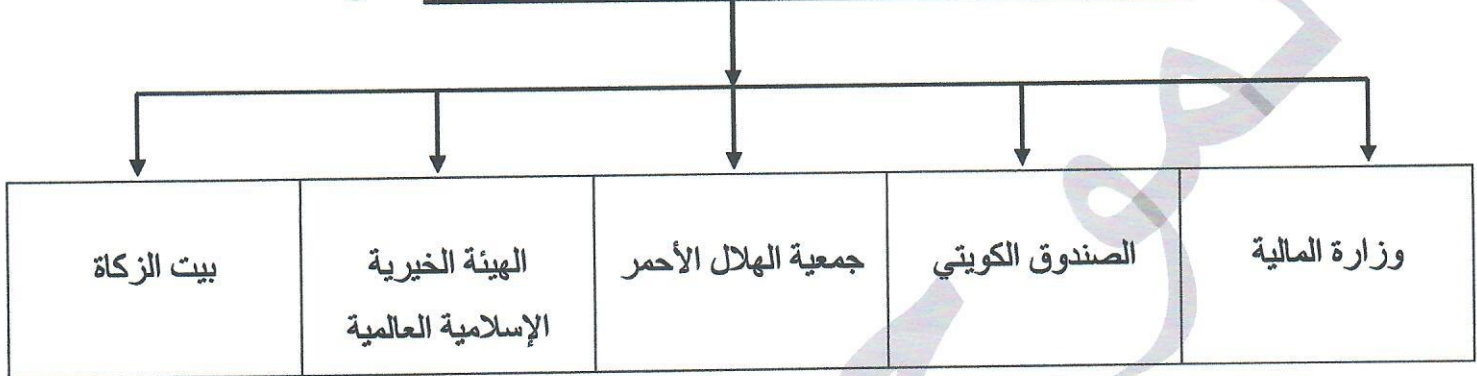 وزارة المالية
الصندوق الكويتي
جمعية الهلال الأحمر
الهيئة الخيرية
الإسلامية العالمية
بيت الزكاة